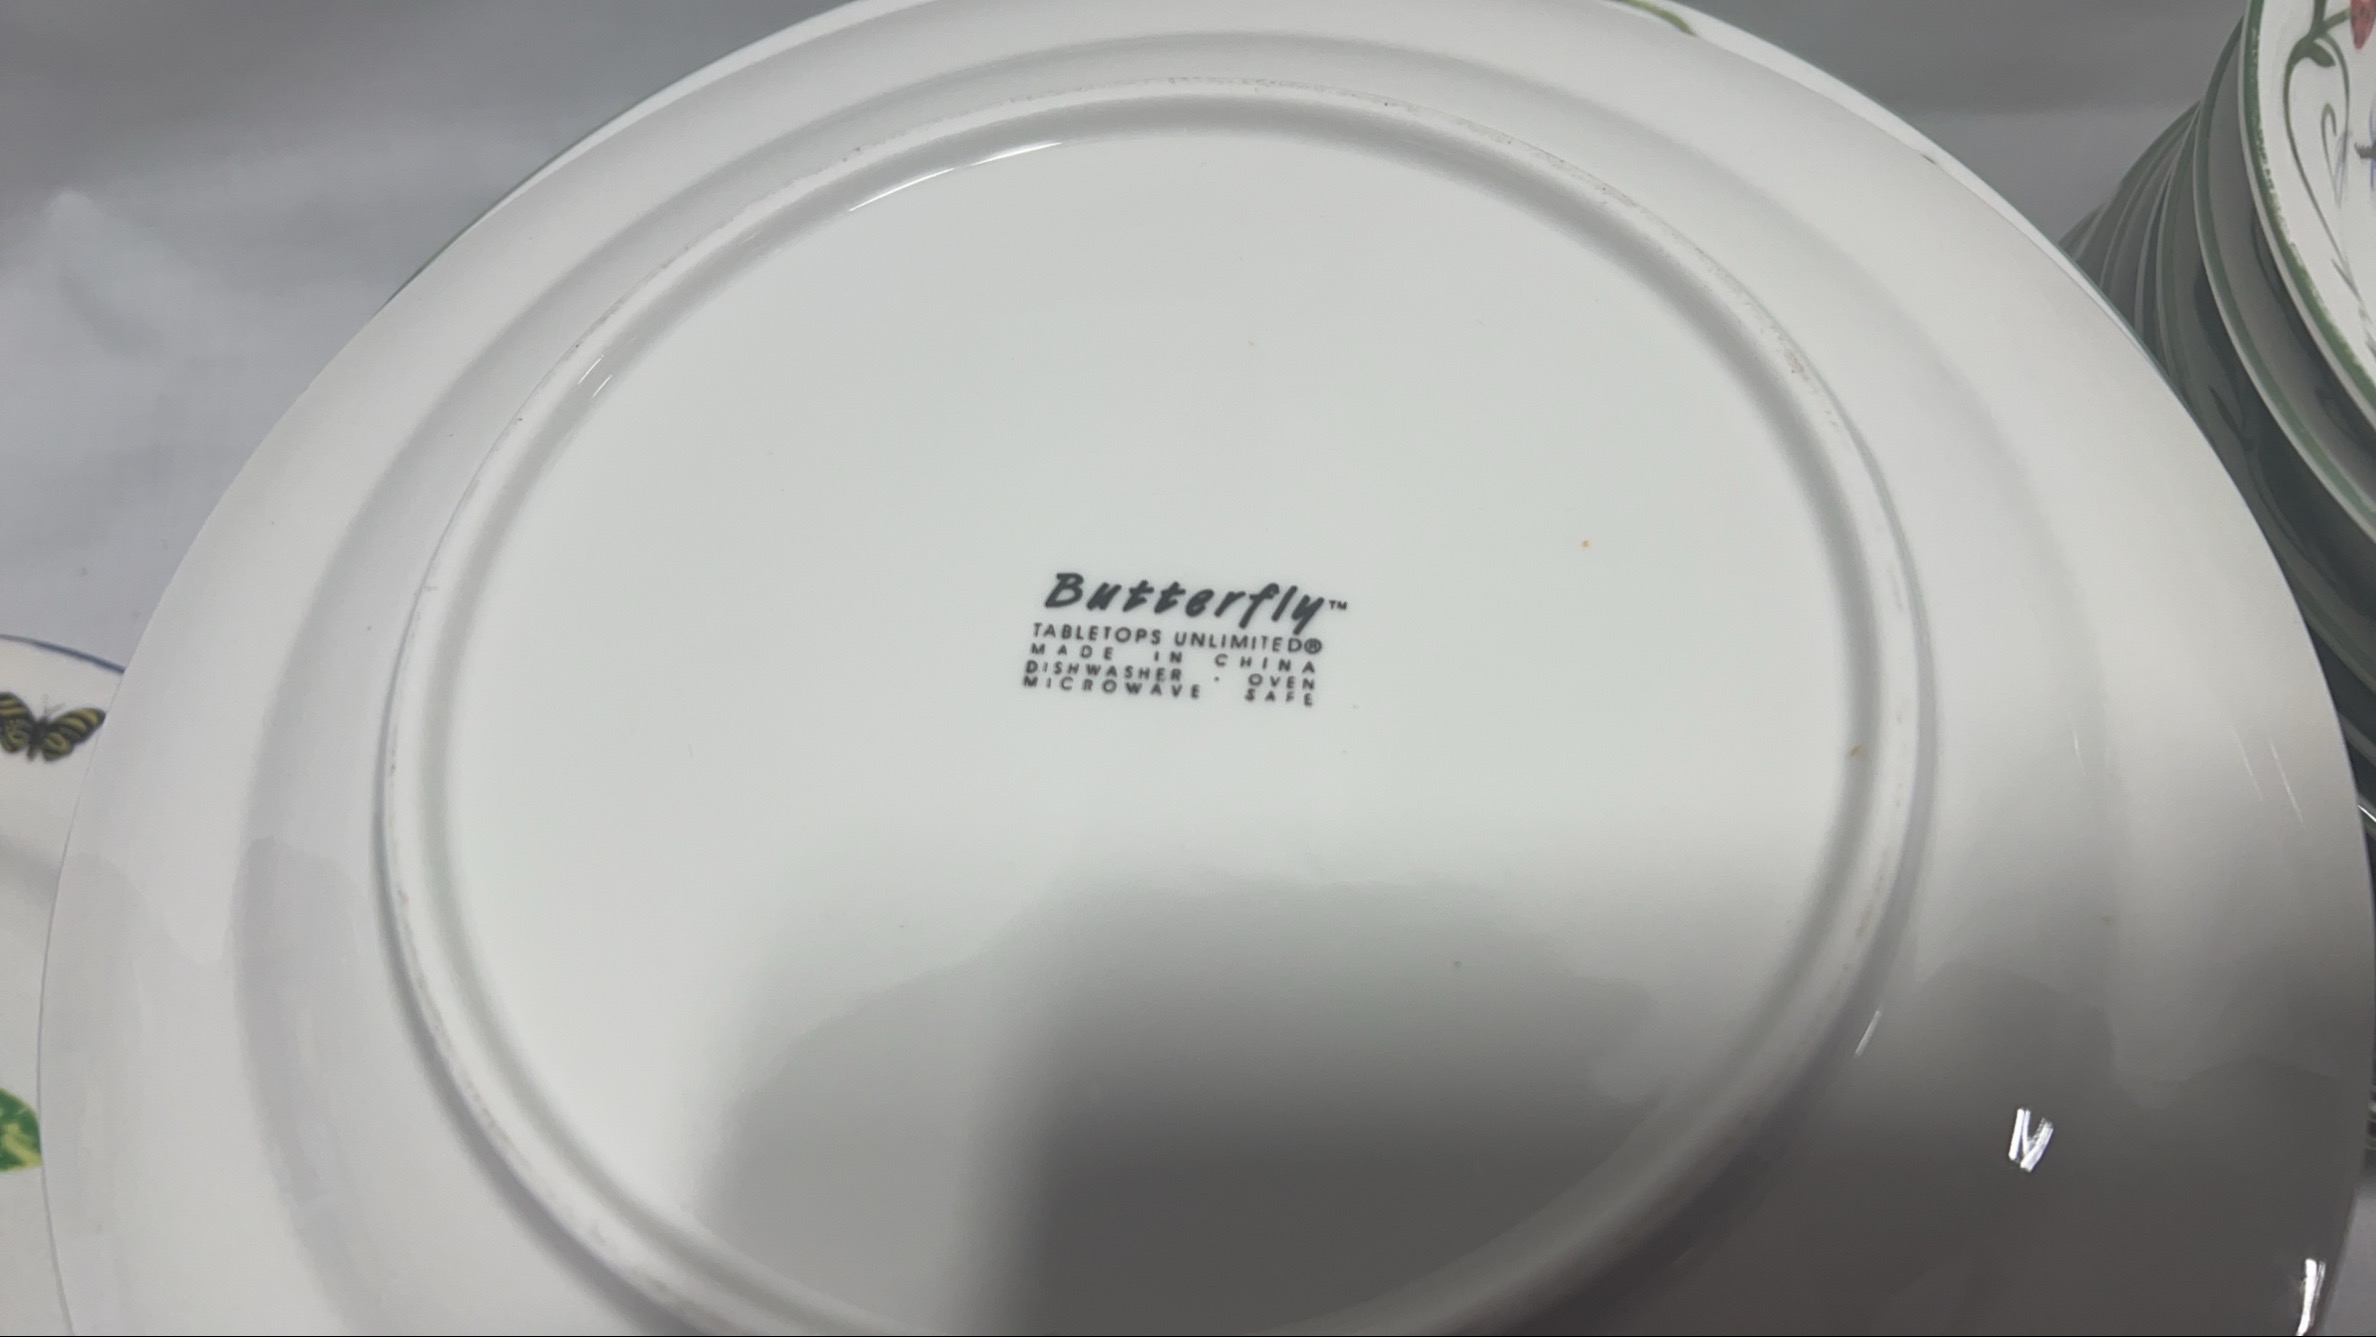 Butterfly™
TABLETOPS UNLIMITED®
MADE IN CHINA
DISHWASHER · OVEN
MICROWAVE SAFE